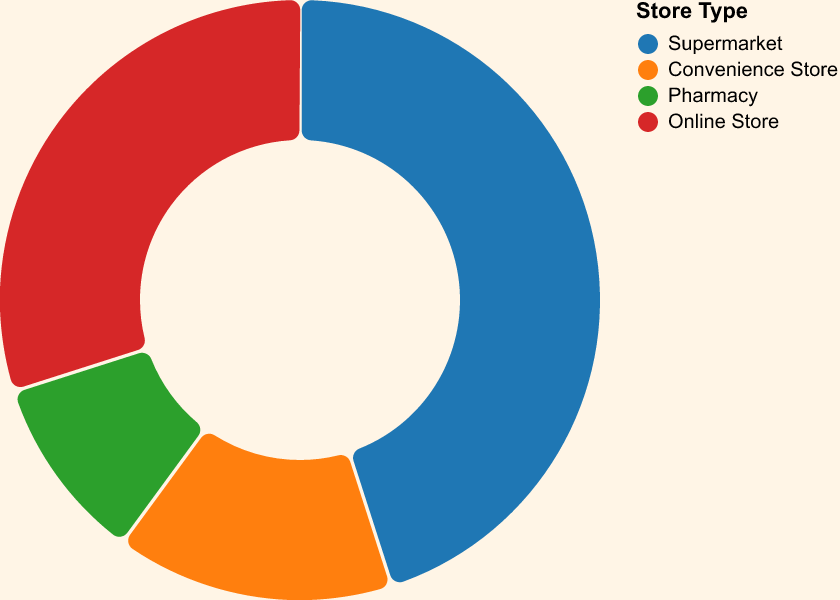 Store Type
Supermarket
Convenience Store
Pharmacy
Online Store